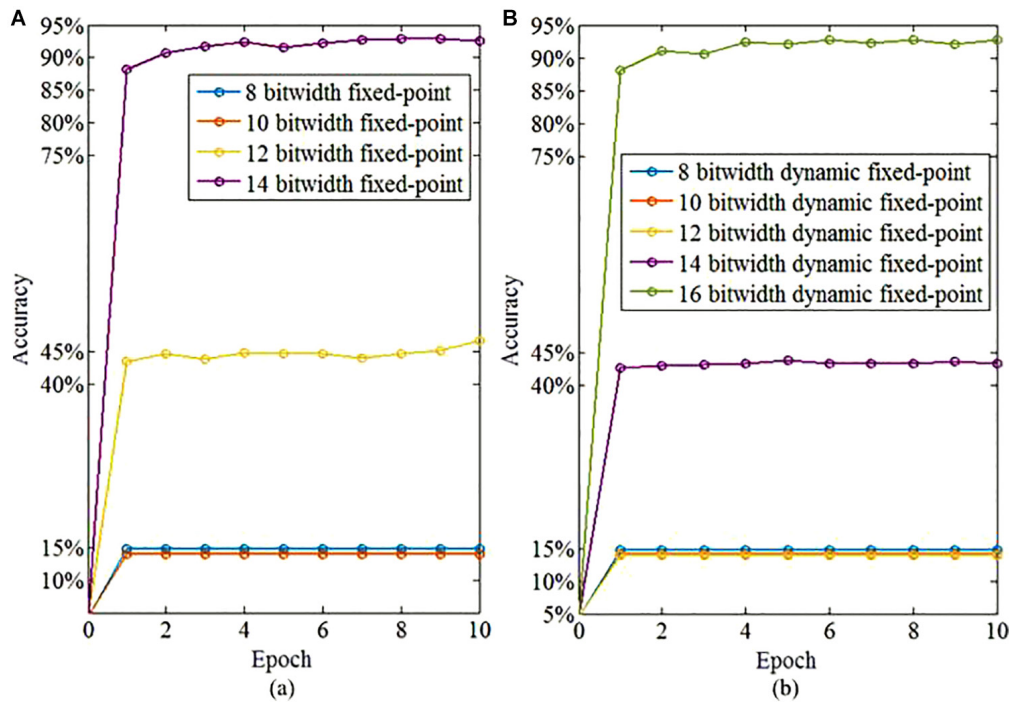 A
95%
90%
85%
80%
75%
45%
40%
15%
10%
Accuracy
8 bitwidth fixed-point
10 bitwidth fixed-point
12 bitwidth fixed-point
14 bitwidth fixed-point
0 2 4 6 8 10
Epoch
(a)
B
95%
90%
85%
80%
75%
45%
40%
15%
10%
5%
Accuracy
8 bitwidth dynamic fixed-point
10 bitwidth dynamic fixed-point
12 bitwidth dynamic fixed-point
14 bitwidth dynamic fixed-point
16 bitwidth dynamic fixed-point
0 2 4 6 8 10
Epoch
(b)